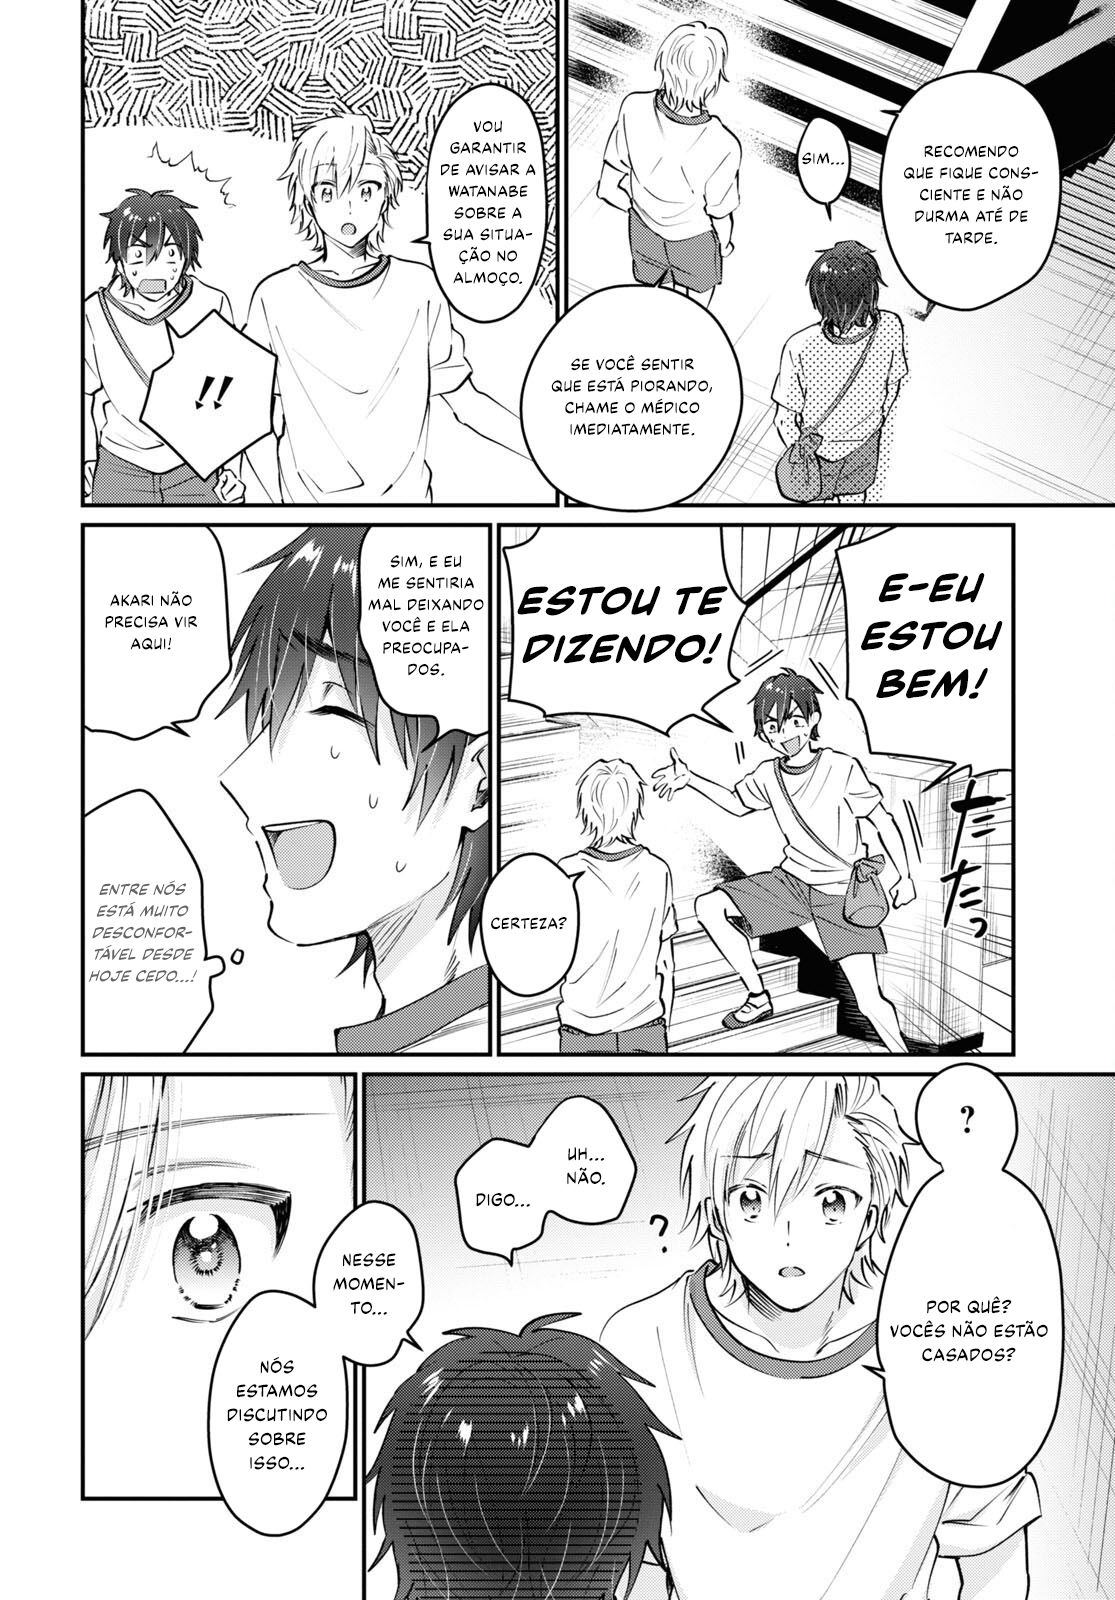 RECOMENDO
QUE FIQUE CONS-
CIENTE E NÃO
DURMA ATÉ DE
TARDE.
SIM...
SE VOCÊ SENTIR
QUE ESTÁ PIORANDO,
CHAME O MÉDICO
IMEDIATAMENTE.
VOU
GARANTIR
DE AVISAR A
WATANABE
SOBRE A
SUA SITUA-
ÇÃO NO
ALMOÇO.
!!
E-EU
ESTOU
BEM!
ESTOU TE
DIZENDO!
たたたっ
CERTEZA?
SIM, E EU
ME SENTIRIA
MAL DEIXANDO
VOCÊ E ELA
PREOCUPA-
DOS.
AKARI NÃO
PRECISA VIR
AQUI!
ENTRE NÓS
ESTÁ MUITO
DESCONFOR-
TÁVEL DESDE
HOJE CEDO...!
?
POR QUÊ?
VOCÊS NÃO ESTÃO
CASADOS?
?
UH...
NÃO.
DIGO...
NESSE
MOMEN-
TO...
NÓS
ESTAMOS
DISCUTINDO
SOBRE
ISSO...